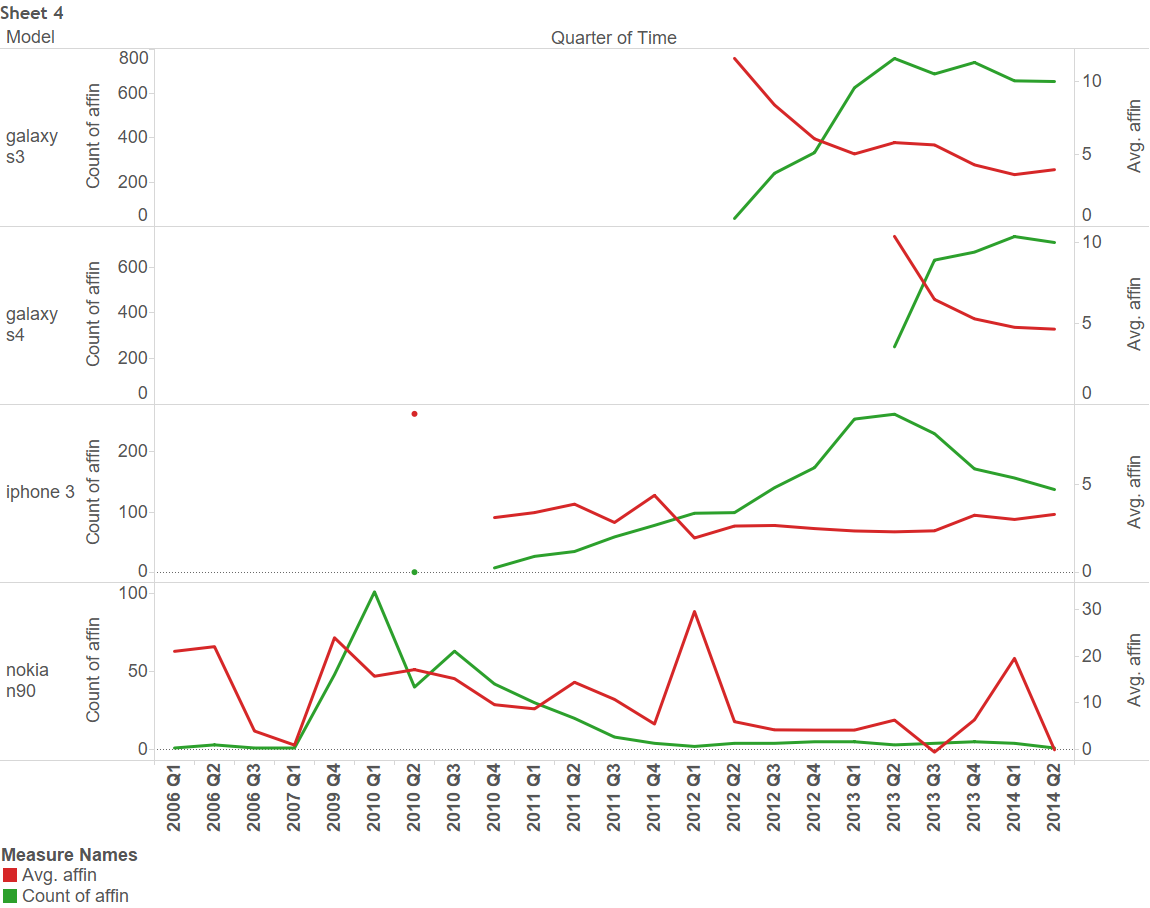 Sheet 4
Model
Quarter of Time
galaxy
s3
Count of affin
800
600
400
200
0
10
5
0
Avg. affin
galaxy
s4
Count of affin
600
400
200
0
10
5
0
Avg. affin
iphone 3
Count of affin
200
100
0
5
0
Avg. affin
nokia
n90
Count of affin
100
50
0
30
20
10
0
Avg. affin
2006 Q1
2006 Q2
2006 Q3
2007 Q1
2009 Q4
2010 Q1
2010 Q2
2010 Q3
2010 Q4
2011 Q1
2011 Q2
2011 Q3
2011 Q4
2012 Q1
2012 Q2
2012 Q3
2012 Q4
2013 Q1
2013 Q2
2013 Q3
2013 Q4
2014 Q1
2014 Q2
Measure Names
Avg. affin
Count of affin